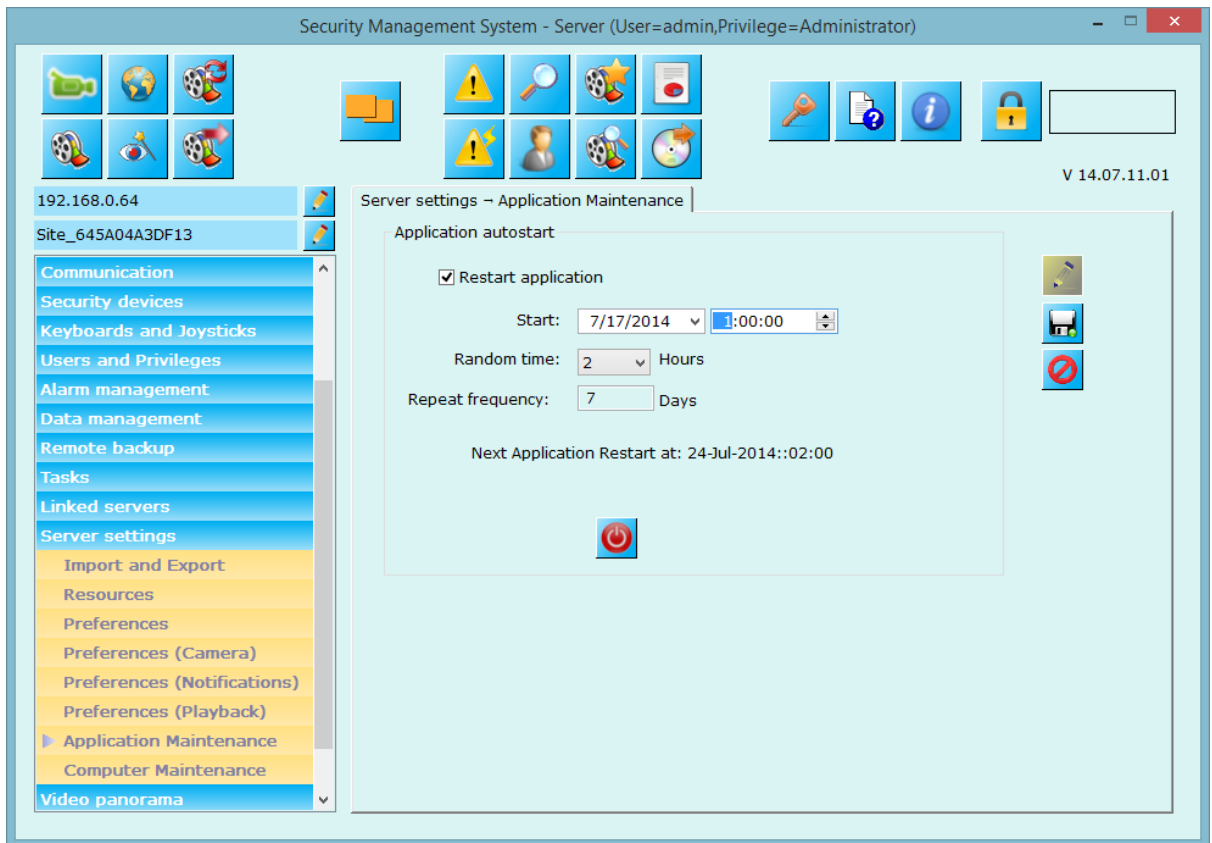 Security Management System - Server (User=admin,Privilege=Administrator)
V 14.07.11.01
192.168.0.64
Site_645A04A3DF13
Communication
Security devices
Keyboards and Joysticks
Users and Privileges
Alarm management
Data management
Remote backup
Tasks
Linked servers
Server settings
Import and Export
Resources
Preferences
Preferences (Camera)
Preferences (Notifications)
Preferences (Playback)
Application Maintenance
Computer Maintenance
Video panorama
Server settings – Application Maintenance
Application autostart
Restart application
Start: 7/17/2014 1:00:00
Random time: 2 Hours
Repeat frequency: 7 Days
Next Application Restart at: 24-Jul-2014::02:00